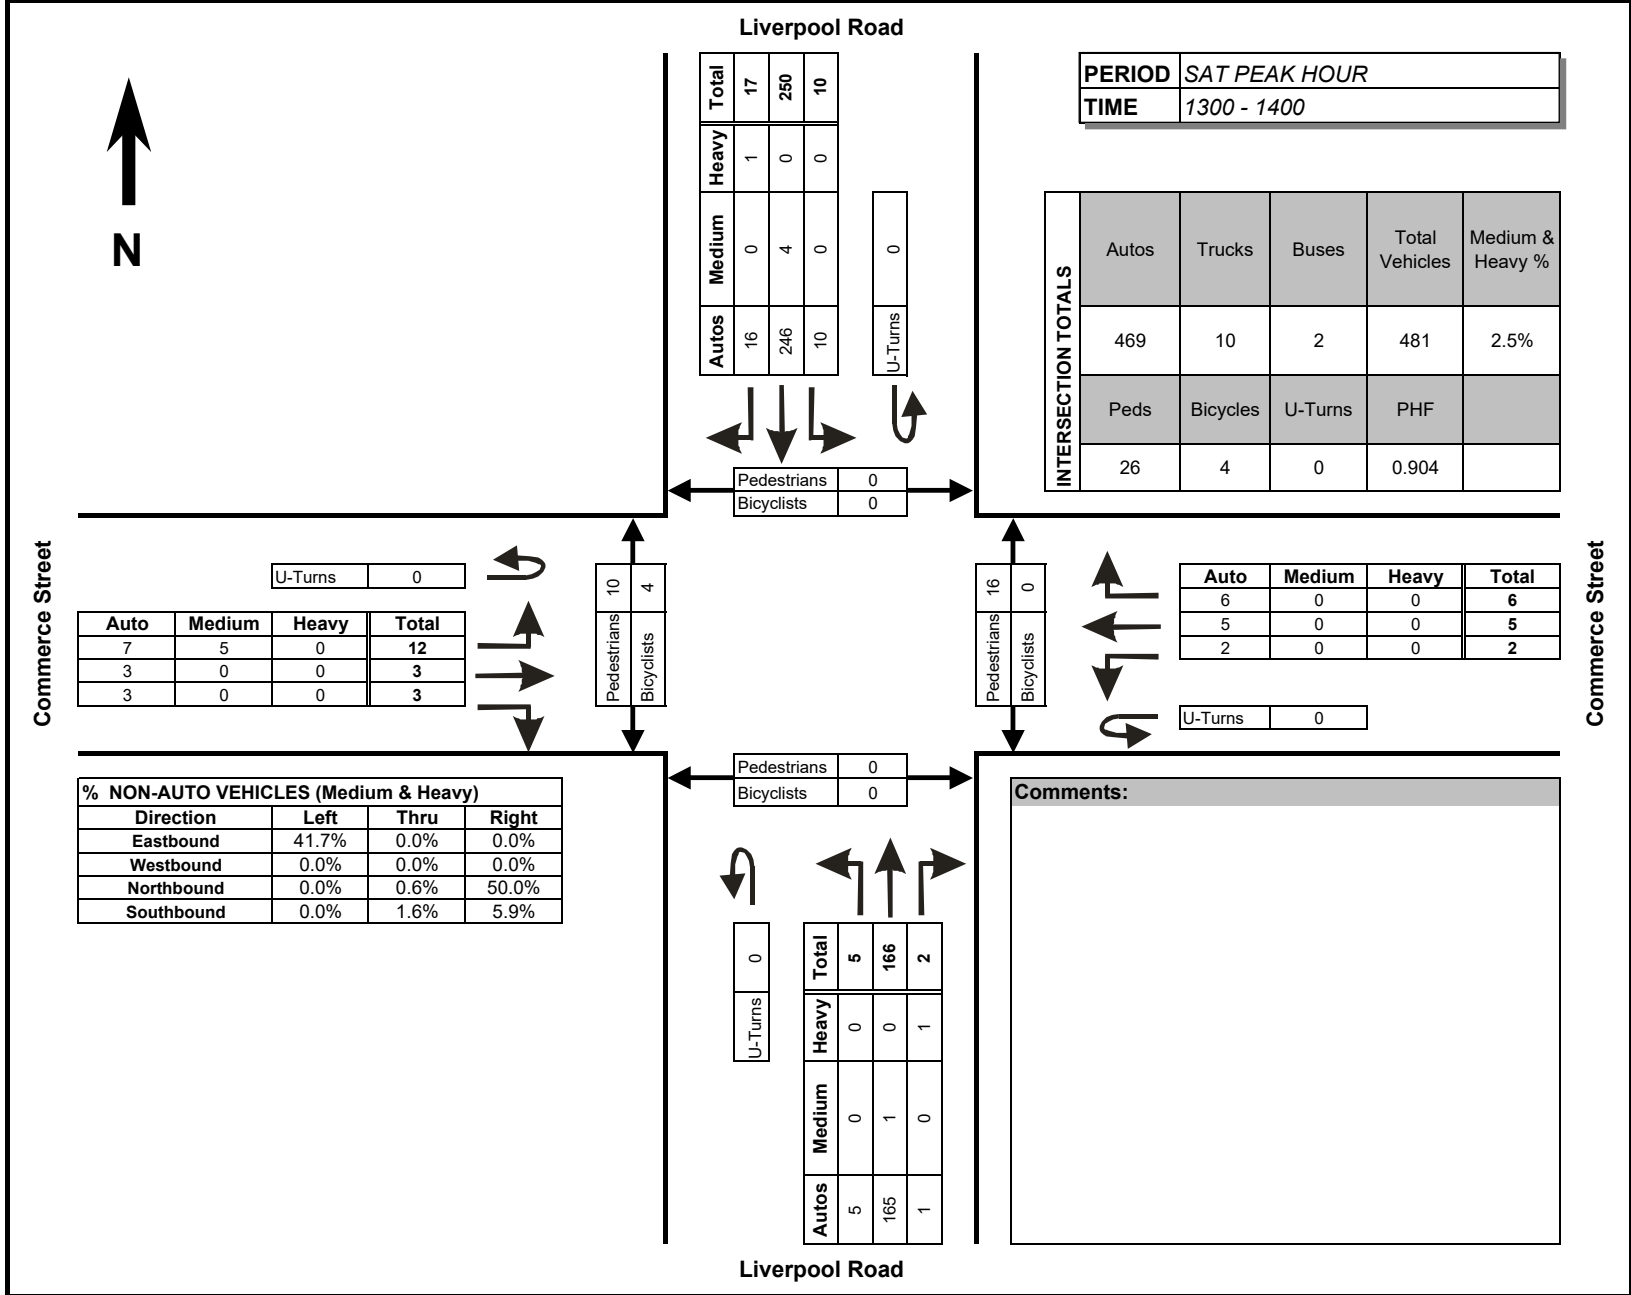 Liverpool Road
PERIOD SAT PEAK HOUR
TIME 1300 - 1400
N
Total 17 250 10
Heavy 1 0 0
Medium 0 4 0
Autos 16 246 10
U-Turns 0
INTERSECTION TOTALS
Autos Trucks Buses Total Vehicles Medium & Heavy %
469 10 2 481 2.5%
Peds Bicycles U-Turns PHF
26 4 0 0.904
Pedestrians 0
Bicyclists 0
Commerce Street
U-Turns 0
Auto Medium Heavy Total
7 5 0 12
3 0 0 3
3 0 0 3
Pedestrians 10
Bicyclists 4
Pedestrians 16
Bicyclists 0
Auto Medium Heavy Total
6 0 0 6
5 0 0 5
2 0 0 2
U-Turns 0
Commerce Street
Pedestrians 0
Bicyclists 0
% NON-AUTO VEHICLES (Medium & Heavy)
Direction Left Thru Right
Eastbound 41.7% 0.0% 0.0%
Westbound 0.0% 0.0% 0.0%
Northbound 0.0% 0.6% 50.0%
Southbound 0.0% 1.6% 5.9%
Comments:
U-Turns 0
Total 5 166 2
Heavy 0 0 1
Medium 0 1 0
Autos 5 165 1
Liverpool Road